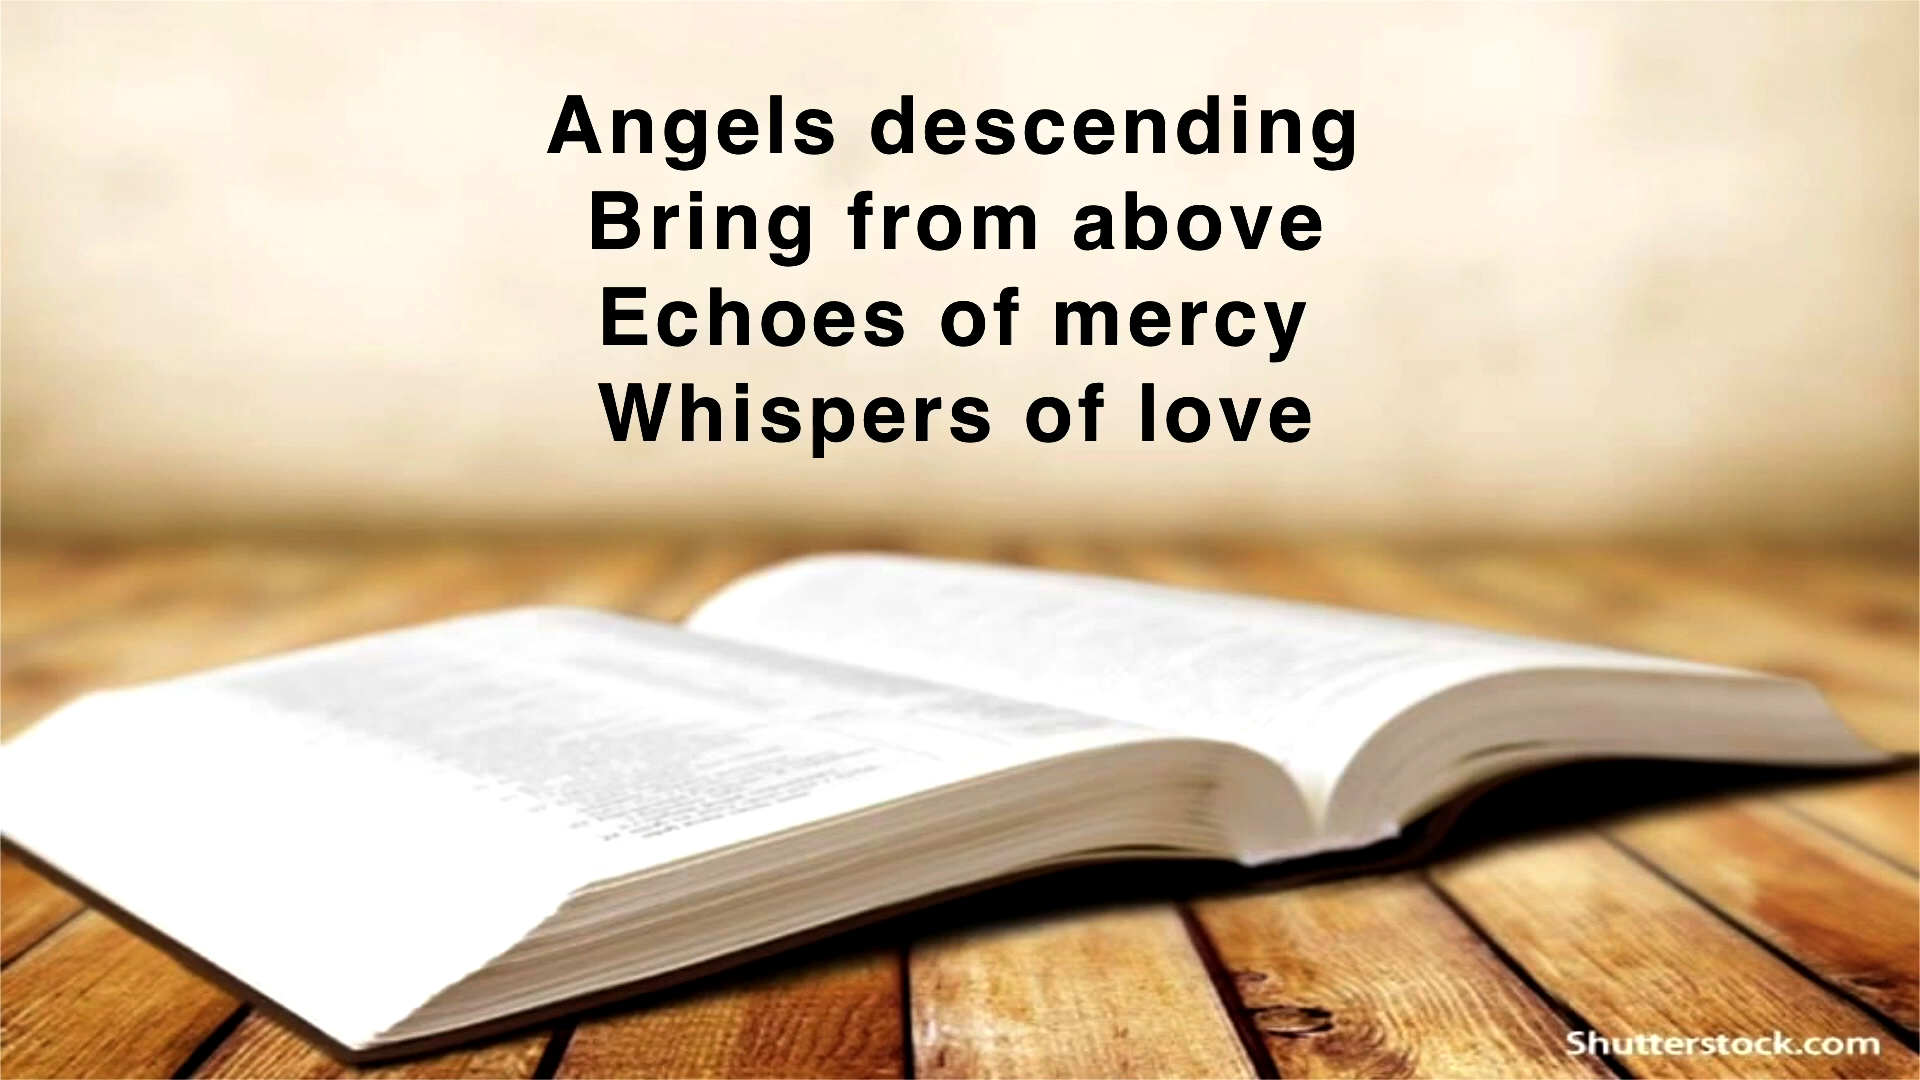 Angels descending
Bring from above
Echoes of mercy
Whispers of love
Shutterstock.com